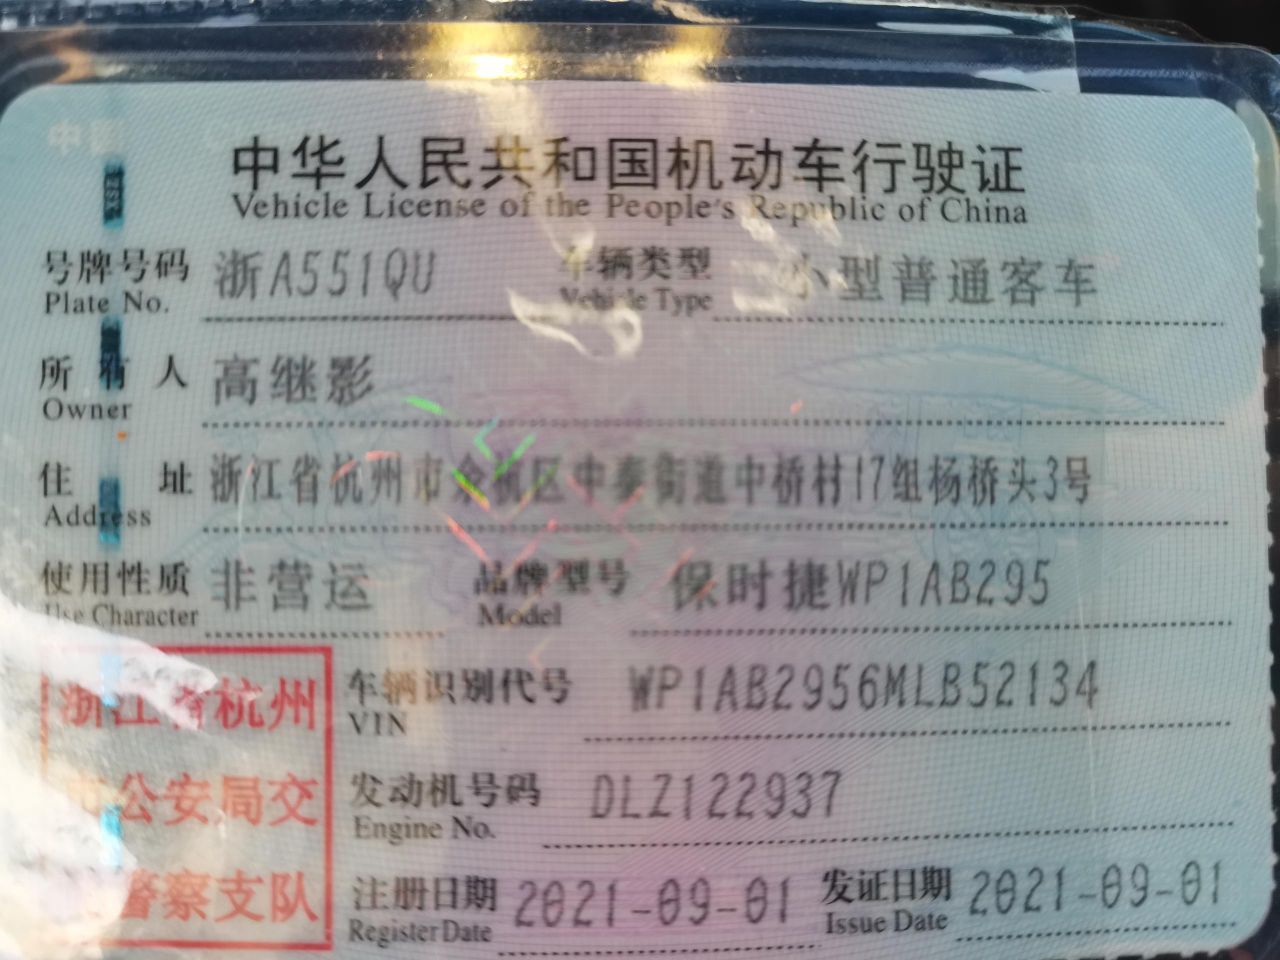 中华人民共和国机动车行驶证
Vehicle License of the People's Republic of China
号牌号码 浙A551QU 车辆类型 小型普通客车
Plate No. Vehicle Type
所有人 高继影
Owner
住址 浙江省杭州市余杭区中泰街道中桥村17组杨桥头3号
Address
使用性质 非营运 品牌型号 保时捷WP1AB295
Use Character Model
浙江省杭州 车辆识别代号 WP1AB2956MLB52134
VIN
市公安局交 发动机号码 DLZ122937
Engine No.
警察支队 注册日期 2021-09-01 发证日期 2021-09-01
Register Date Issue Date